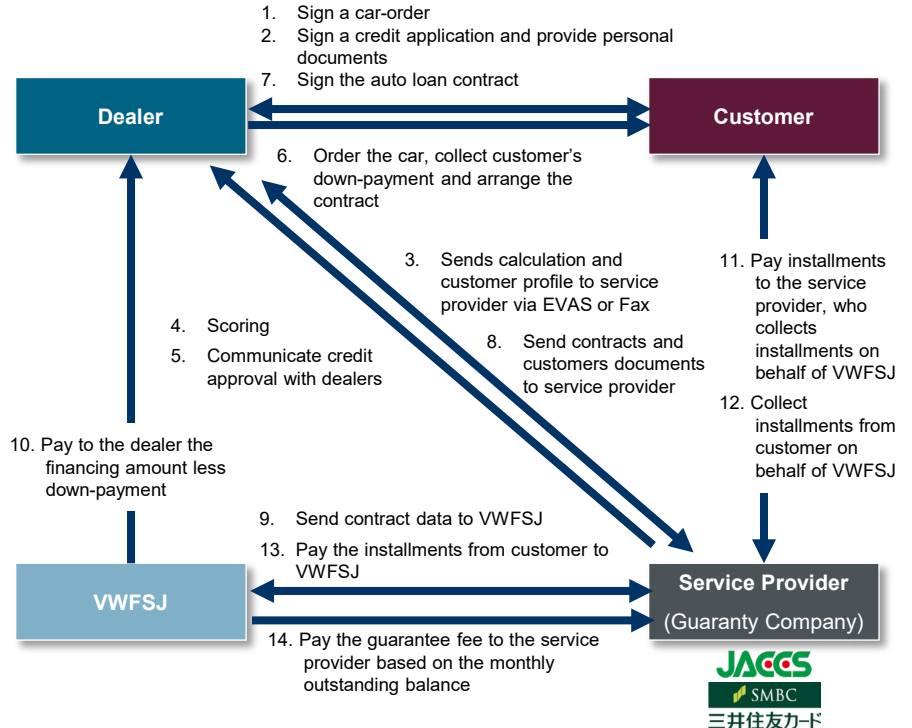 1. Sign a car-order
2. Sign a credit application and provide personal
documents
7. Sign the auto loan contract
Dealer
Customer
6. Order the car, collect customer's
down-payment and arrange the
contract
3. Sends calculation and
customer profile to service
provider via EVAS or Fax
11. Pay installments
to the service
provider, who
collects
installments on
behalf of VWFSJ
4. Scoring
5. Communicate credit
approval with dealers
8. Send contracts and
customers documents
to service provider
12. Collect
installments from
customer on
behalf of VWFSJ
10. Pay to the dealer the
financing amount less
down-payment
9. Send contract data to VWFSJ
13. Pay the installments from customer to
VWFSJ
VWFSJ
Service Provider
(Guaranty Company)
14. Pay the guarantee fee to the service
provider based on the monthly
outstanding balance
JACCS
SMBC
三井住友カード